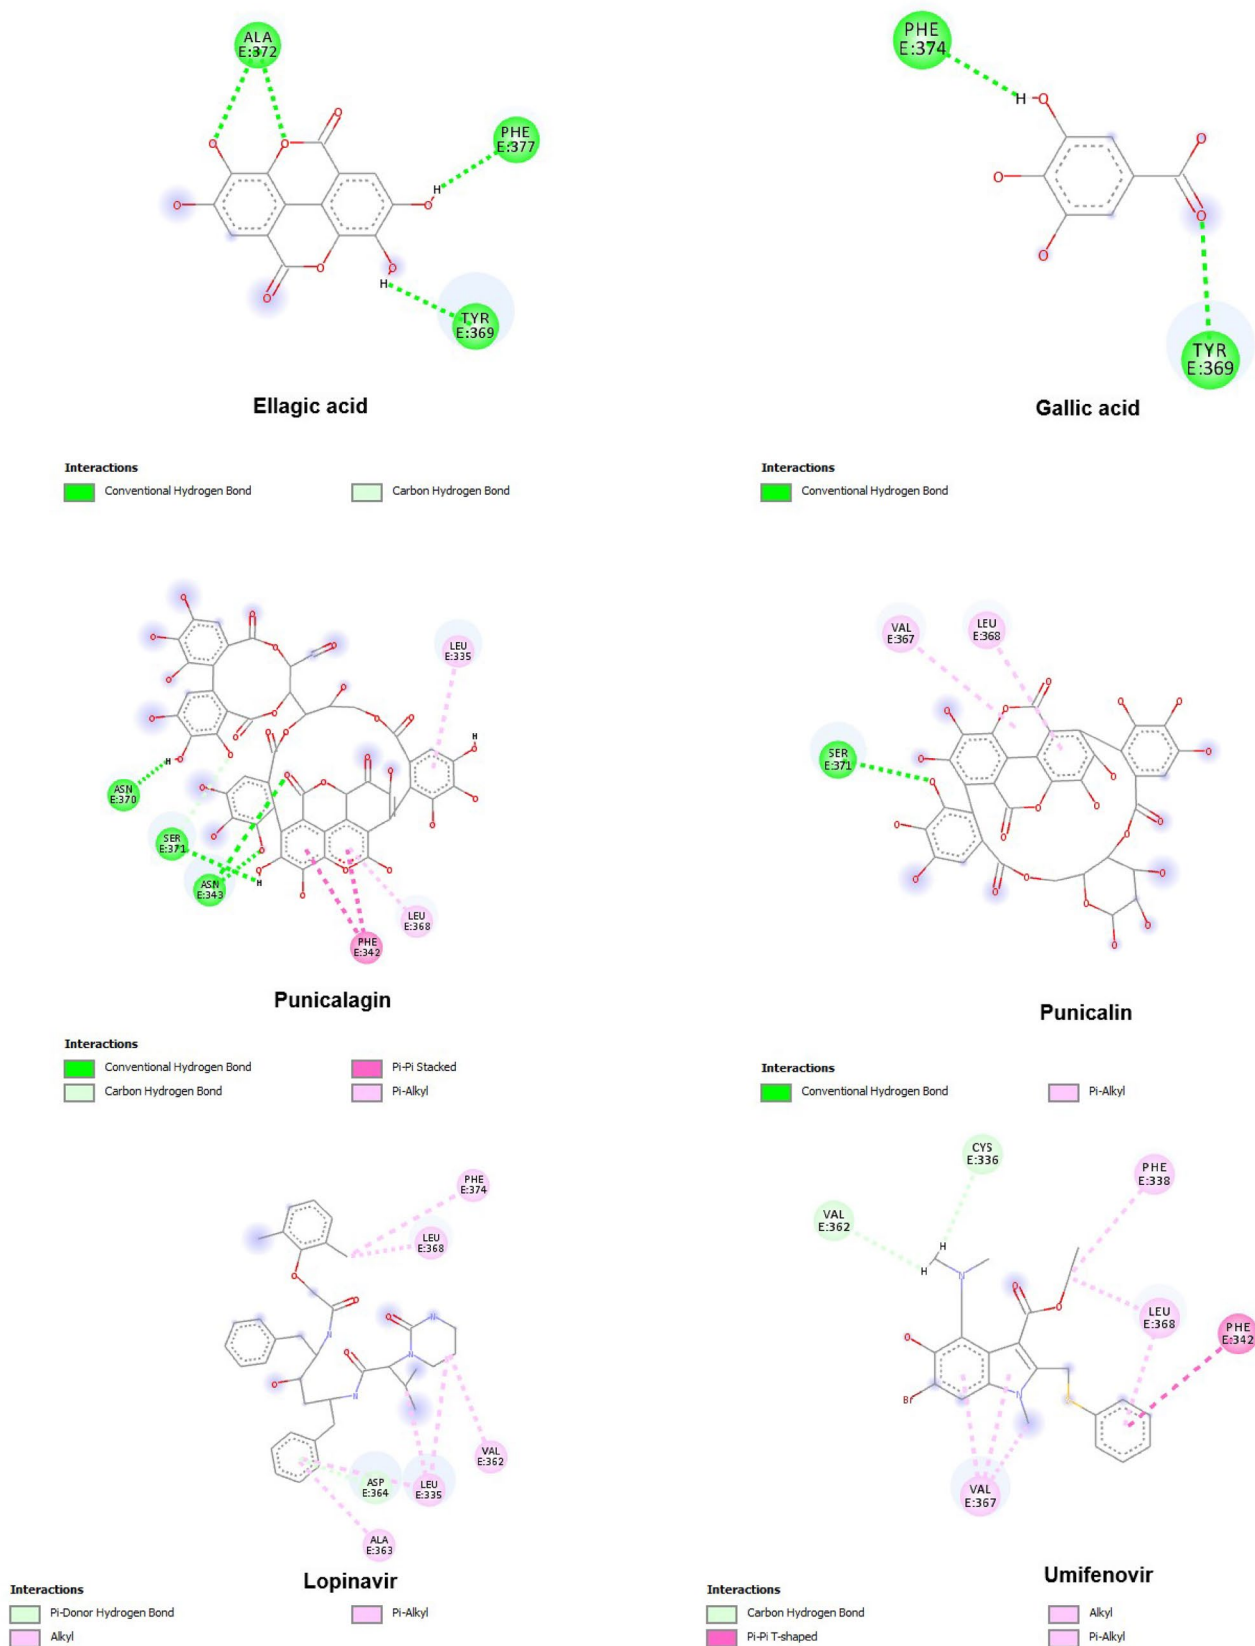 ALA
E:372
PHE
E:377
TYR
E:369
Ellagic acid
Interactions
Conventional Hydrogen Bond
Carbon Hydrogen Bond
PHE
E:374
TYR
E:369
Gallic acid
Interactions
Conventional Hydrogen Bond
LEU
E:335
ASN
E:370
SER
E:371
ASN
E:343
LEU
E:368
PHE
E:342
Punicalagin
Interactions
Conventional Hydrogen Bond
Carbon Hydrogen Bond
Pi-Pi Stacked
Pi-Alkyl
VAL
E:367
LEU
E:368
SER
E:371
Punicalin
Interactions
Conventional Hydrogen Bond
Pi-Alkyl
PHE
E:374
LEU
E:368
VAL
E:362
ASP
E:364
LEU
E:335
ALA
E:363
Lopinavir
Interactions
Pi-Donor Hydrogen Bond
Alkyl
Pi-Alkyl
CYS
E:336
PHE
E:338
VAL
E:362
LEU
E:368
PHE
E:342
Br
VAL
E:367
Umifenovir
Interactions
Carbon Hydrogen Bond
Pi-Pi T-shaped
Alkyl
Pi-Alkyl